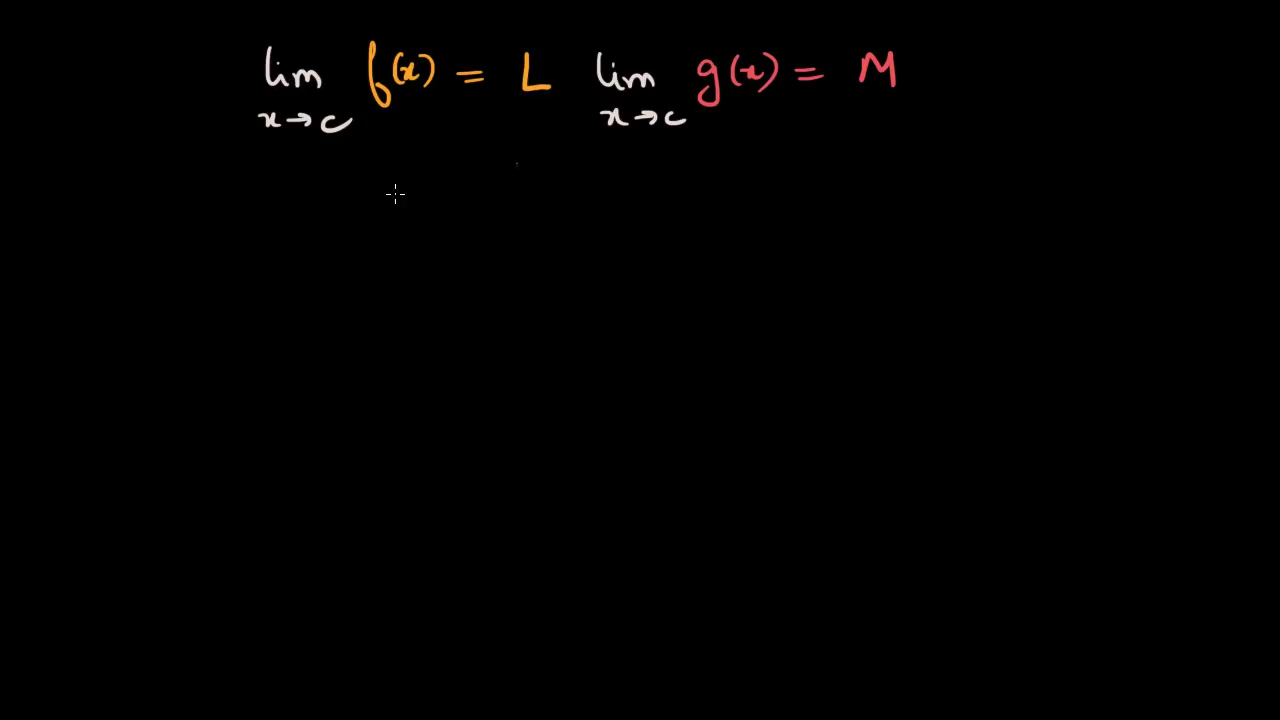 lim f(x) = L lim g(x) = M
x→c x→c